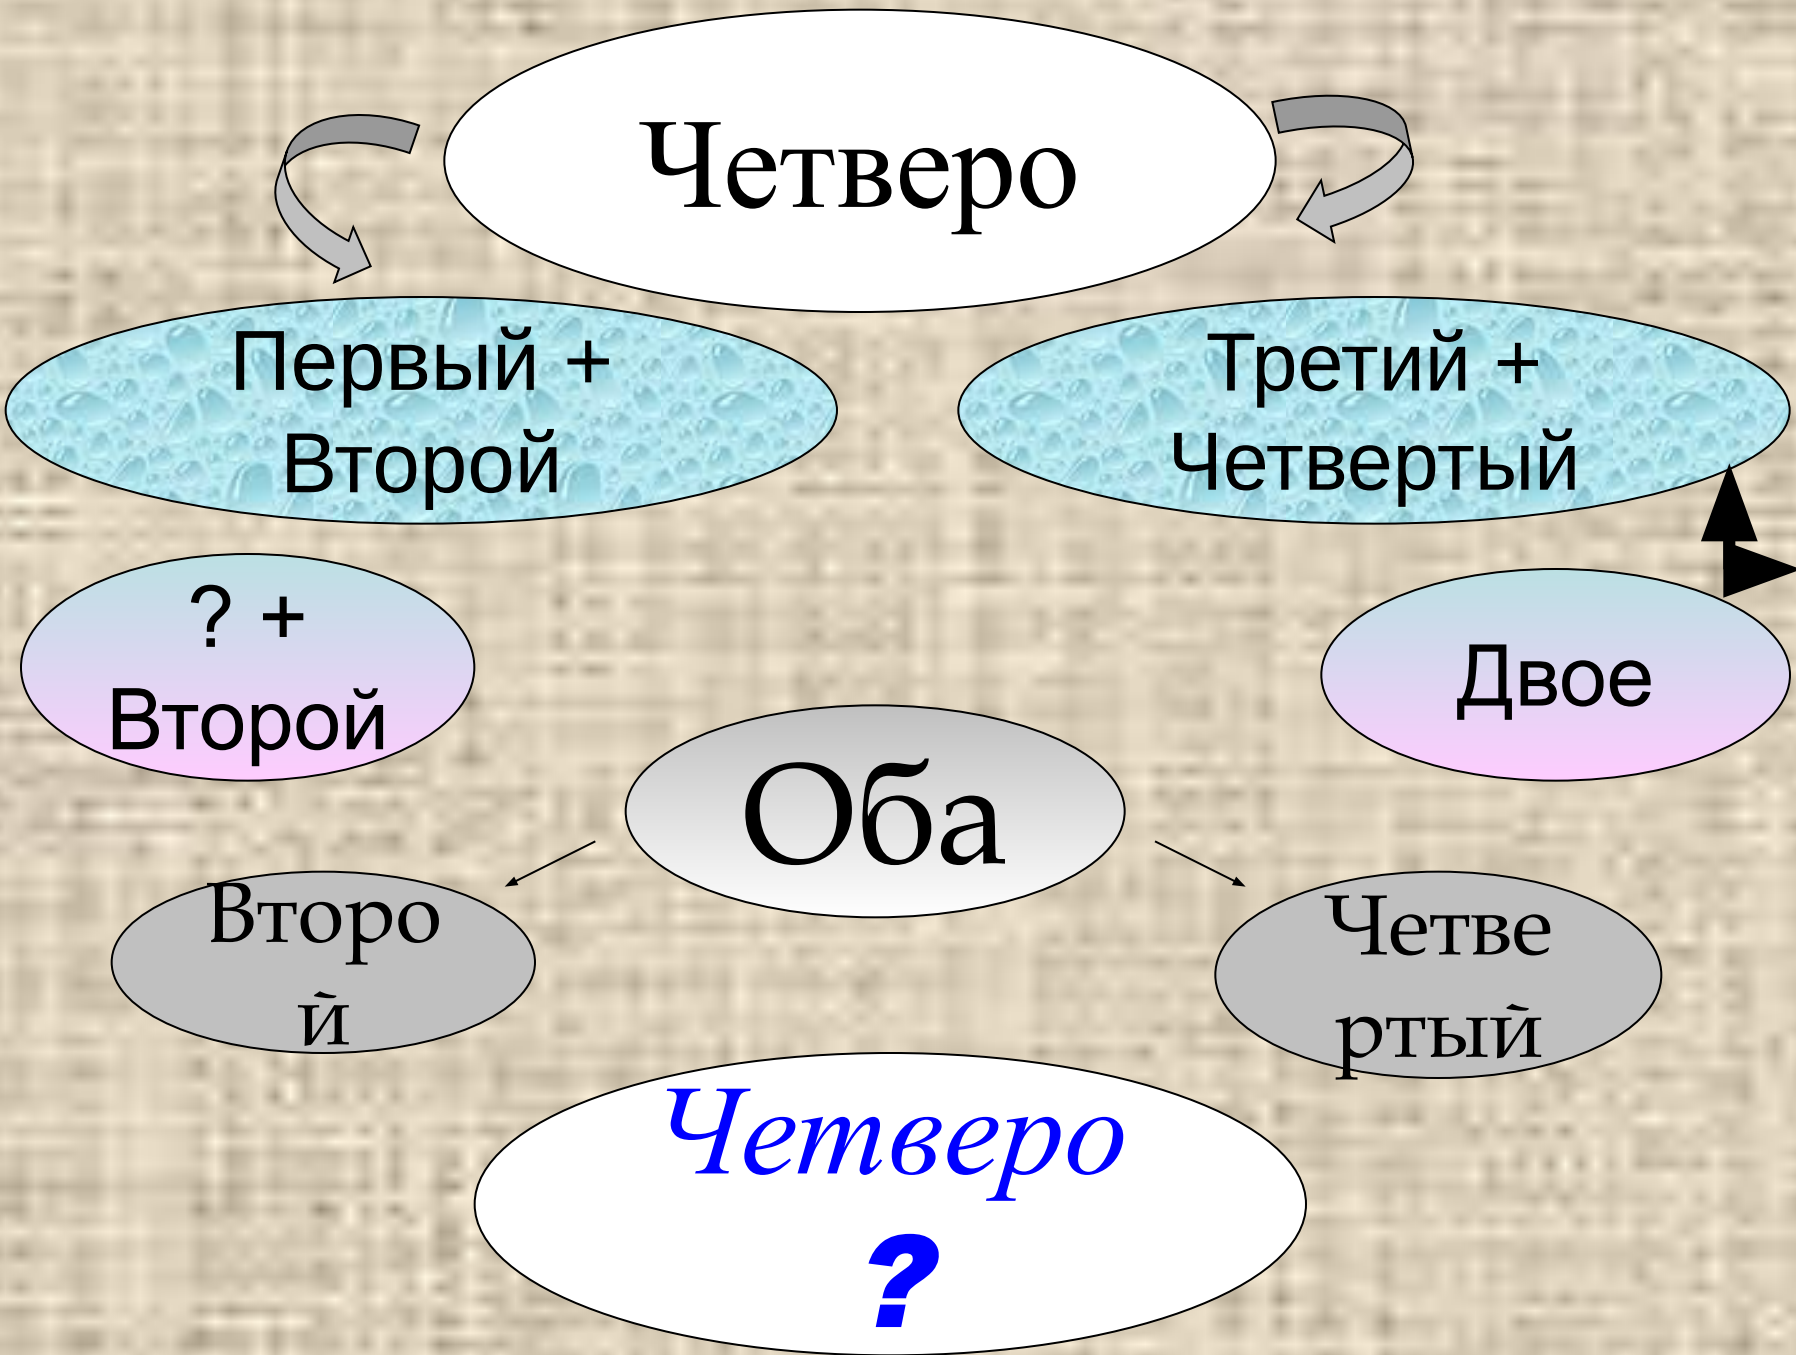 Четверо
Первый +
Второй
Третий +
Четвертый
? +
Второй
Двое
Оба
Второ
й
Четве
ртый
Четверо
?